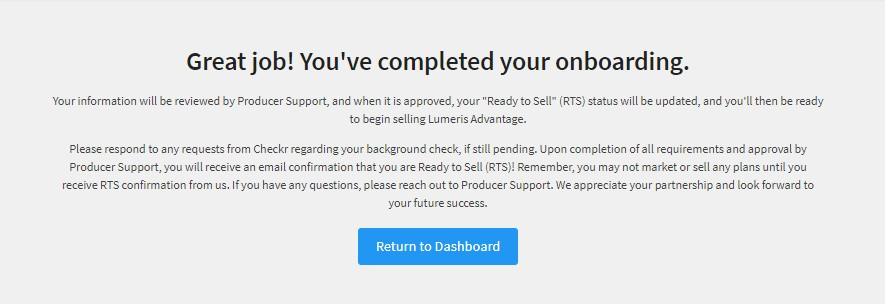 Great job! You've completed your onboarding.
Your information will be reviewed by Producer Support, and when it is approved, your "Ready to Sell" (RTS) status will be updated, and you'll then be ready
to begin selling Lumeris Advantage.
Please respond to any requests from Checkr regarding your background check, if still pending. Upon completion of all requirements and approval by
Producer Support, you will receive an email confirmation that you are Ready to Sell (RTS)! Remember, you may not market or sell any plans until you
receive RTS confirmation from us. If you have any questions, please reach out to Producer Support. We appreciate your partnership and look forward to
your future success.
Return to Dashboard